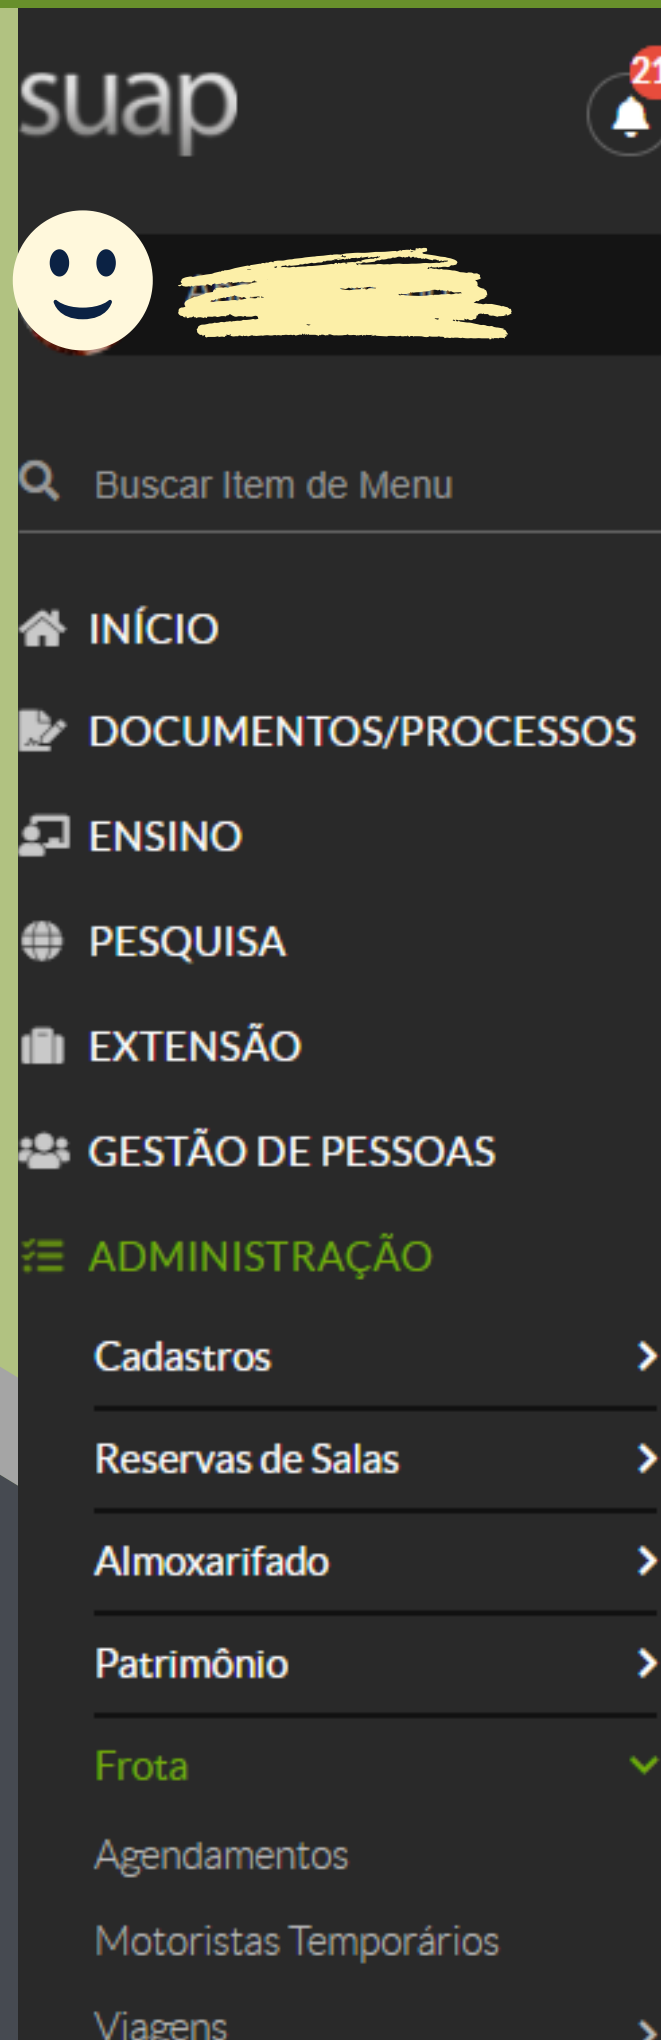 suap
21
Buscar Item de Menu
INÍCIO
DOCUMENTOS/PROCESSOS
ENSINO
PESQUISA
EXTENSÃO
GESTÃO DE PESSOAS
ADMINISTRAÇÃO
Cadastros
Reservas de Salas
Almoxarifado
Patrimônio
Frota
Agendamentos
Motoristas Temporários
Viagens